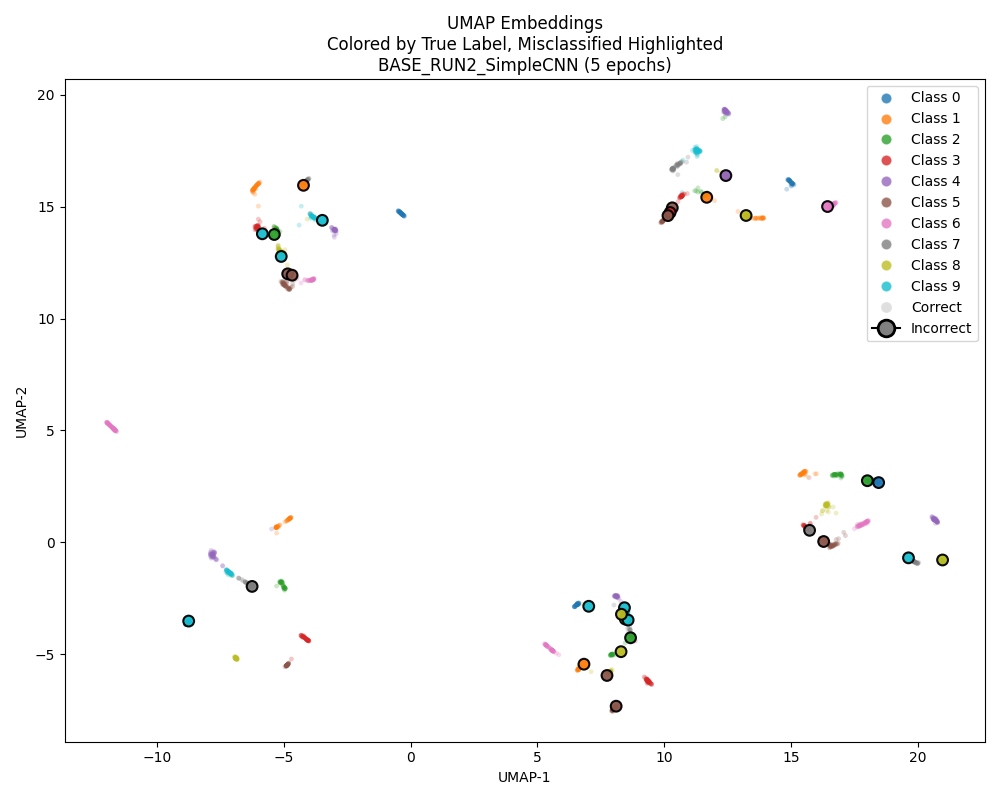 UMAP Embeddings
Colored by True Label, Misclassified Highlighted
BASE_RUN2_SimpleCNN (5 epochs)
20
15
10
5
0
−5
UMAP-2
−10
−5
0
5
10
15
20
UMAP-1
Class 0
Class 1
Class 2
Class 3
Class 4
Class 5
Class 6
Class 7
Class 8
Class 9
Correct
Incorrect